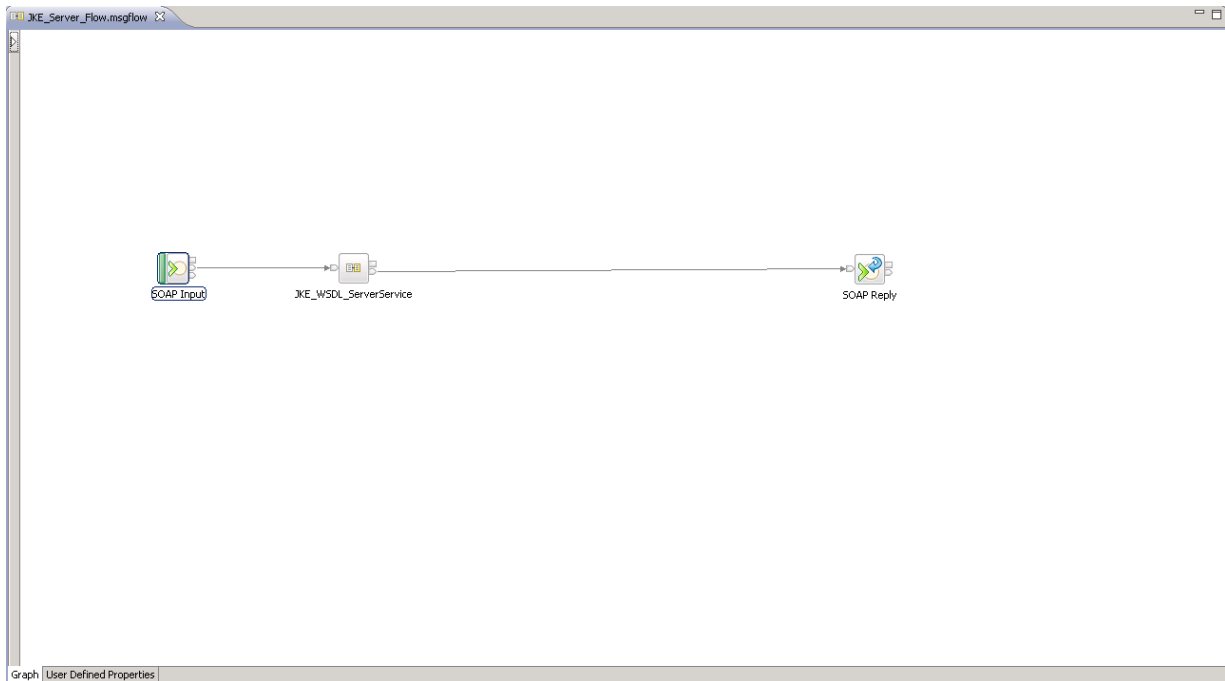 JKE_Server_Flow.msgflow
SOAP Input
JKE_WSDL_ServerService
SOAP Reply
Graph
User Defined Properties